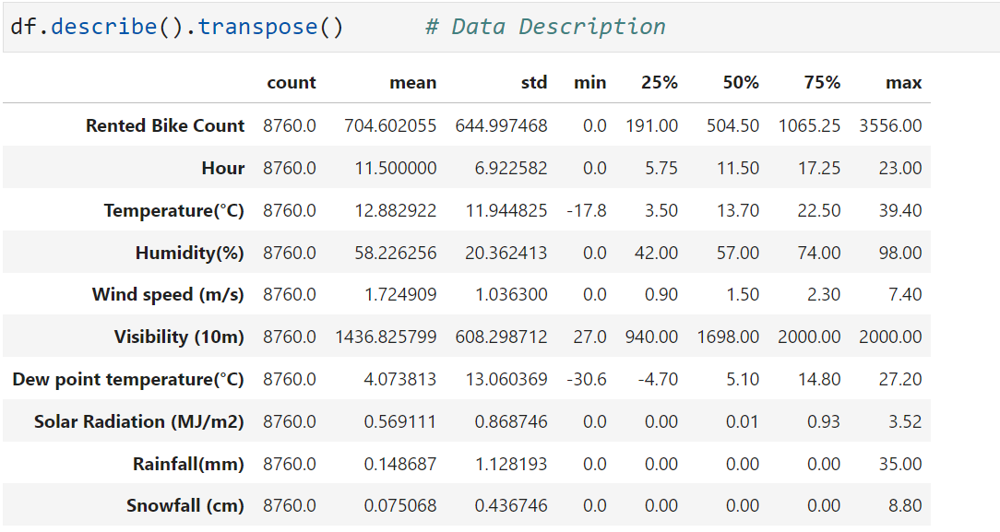 df.describe().transpose() # Data Description
count mean std min 25% 50% 75% max
Rented Bike Count 8760.0 704.602055 644.997468 0.0 191.00 504.50 1065.25 3556.00
Hour 8760.0 11.500000 6.922582 0.0 5.75 11.50 17.25 23.00
Temperature(°C) 8760.0 12.882922 11.944825 -17.8 3.50 13.70 22.50 39.40
Humidity(%) 8760.0 58.226256 20.362413 0.0 42.00 57.00 74.00 98.00
Wind speed (m/s) 8760.0 1.724909 1.036300 0.0 0.90 1.50 2.30 7.40
Visibility (10m) 8760.0 1436.825799 608.298712 27.0 940.00 1698.00 2000.00 2000.00
Dew point temperature(°C) 8760.0 4.073813 13.060369 -30.6 -4.70 5.10 14.80 27.20
Solar Radiation (MJ/m2) 8760.0 0.569111 0.868746 0.0 0.00 0.01 0.93 3.52
Rainfall(mm) 8760.0 0.148687 1.128193 0.0 0.00 0.00 0.00 35.00
Snowfall (cm) 8760.0 0.075068 0.436746 0.0 0.00 0.00 0.00 8.80